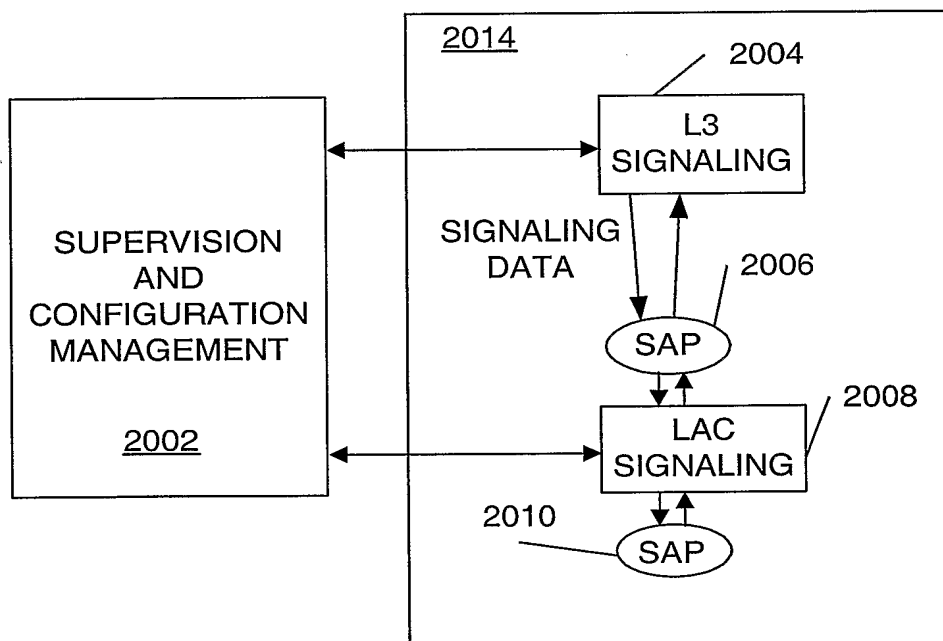 2014
2004
L3
SIGNALING
SUPERVISION
AND
CONFIGURATION
MANAGEMENT
2002
SIGNALING
DATA
2006
SAP
2008
LAC
SIGNALING
2010
SAP